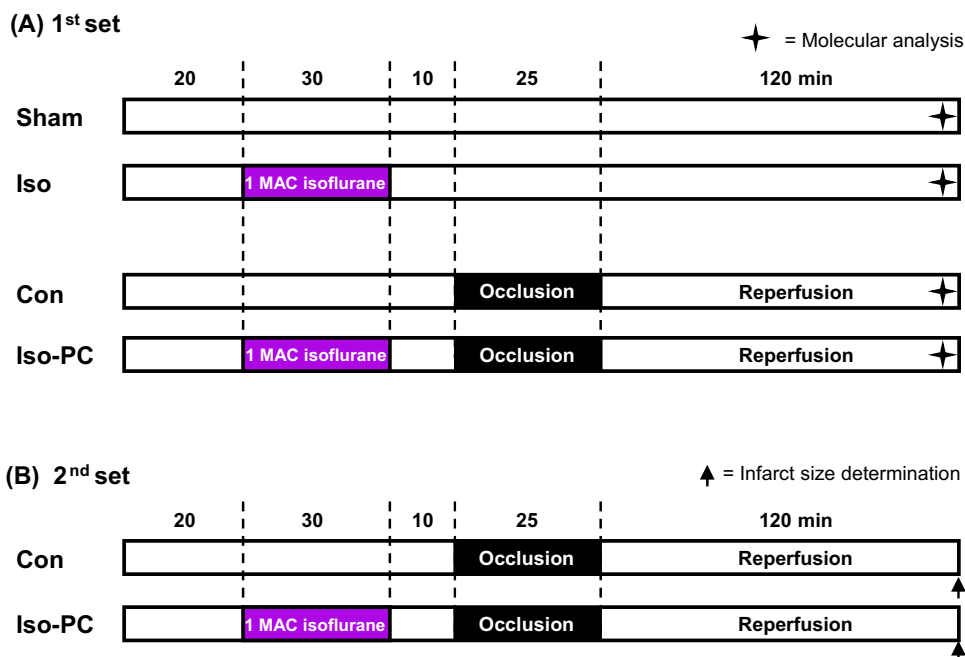 (A) 1st set
= Molecular analysis
20 30 10 25 120 min
Sham
Iso 1 MAC isoflurane
Con Occlusion Reperfusion
Iso-PC 1 MAC isoflurane Occlusion Reperfusion
(B) 2nd set
= Infarct size determination
20 30 10 25 120 min
Con Occlusion Reperfusion
Iso-PC 1 MAC isoflurane Occlusion Reperfusion